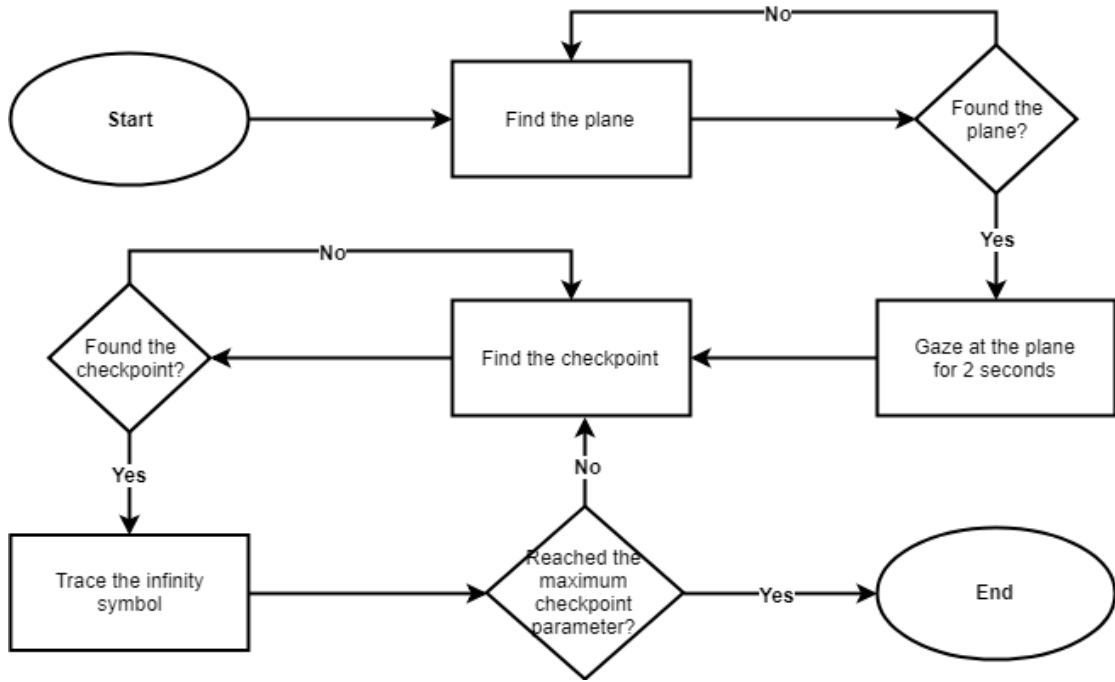 No
Start
Find the plane
Found the
plane?
Yes
No
Found the
checkpoint?
Find the checkpoint
Gaze at the plane
for 2 seconds
Yes
No
Trace the infinity
symbol
Reached the
maximum
checkpoint
parameter?
Yes
End